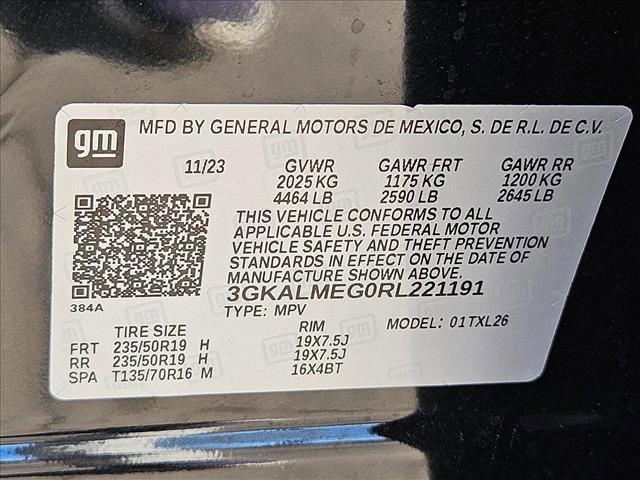 gm
MFD BY GENERAL MOTORS DE MEXICO, S. DE R.L. DE C.V.
11/23 GVWR GAWR FRT GAWR RR
2025 KG 1175 KG 1200 KG
4464 LB 2590 LB 2645 LB
THIS VEHICLE CONFORMS TO ALL
APPLICABLE U.S. FEDERAL MOTOR
VEHICLE SAFETY AND THEFT PREVENTION
STANDARDS IN EFFECT ON THE DATE OF
MANUFACTURE SHOWN ABOVE.
384A
3GKALMEG0RL221191
TYPE: MPV MODEL: 01TXL26
TIRE SIZE RIM
FRT 235/50R19 H 19X7.5J
RR 235/50R19 H 19X7.5J
SPA T135/70R16 M 16X4BT